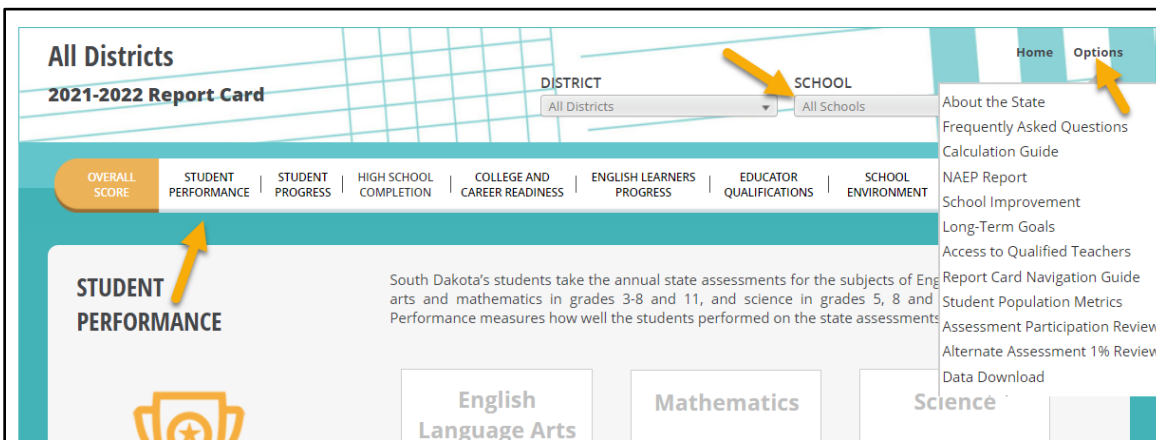 All Districts
2021-2022 Report Card
Home Options
DISTRICT
All Districts
SCHOOL
All Schools
About the State
Frequently Asked Questions
Calculation Guide
NAEP Report
School Improvement
Long-Term Goals
Access to Qualified Teachers
Report Card Navigation Guide
Student Population Metrics
Assessment Participation Review
Alternate Assessment 1% Review
Data Download
OVERALL
SCORE
STUDENT
PERFORMANCE
STUDENT
PROGRESS
HIGH SCHOOL
COMPLETION
COLLEGE AND
CAREER READINESS
ENGLISH LEARNERS
PROGRESS
EDUCATOR
QUALIFICATIONS
SCHOOL
ENVIRONMENT
STUDENT
PERFORMANCE
South Dakota's students take the annual state assessments for the subjects of Eng
arts and mathematics in grades 3-8 and 11, and science in grades 5, 8 and
Performance measures how well the students performed on the state assessments
English
Language Arts
Mathematics
Science